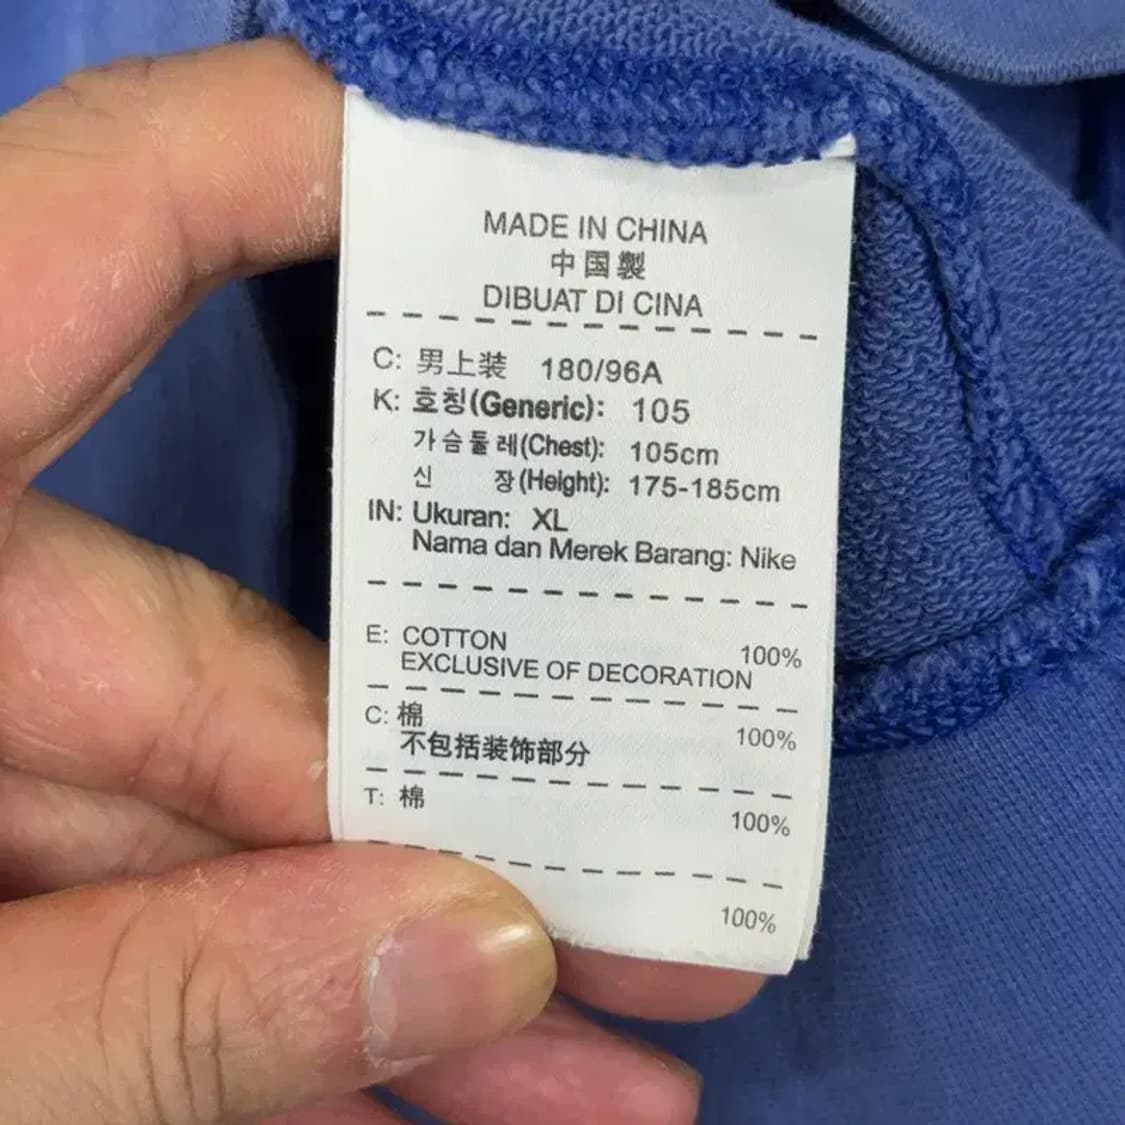 MADE IN CHINA
中国製
DIBUAT DI CINA
C: 男上装 180/96A
K: 호칭(Generic): 105
가슴둘레(Chest): 105cm
신 장(Height): 175-185cm
IN: Ukuran: XL
Nama dan Merek Barang: Nike
E: COTTON 100%
EXCLUSIVE OF DECORATION
C: 棉 100%
不包括装饰部分
T: 棉 100%
100%